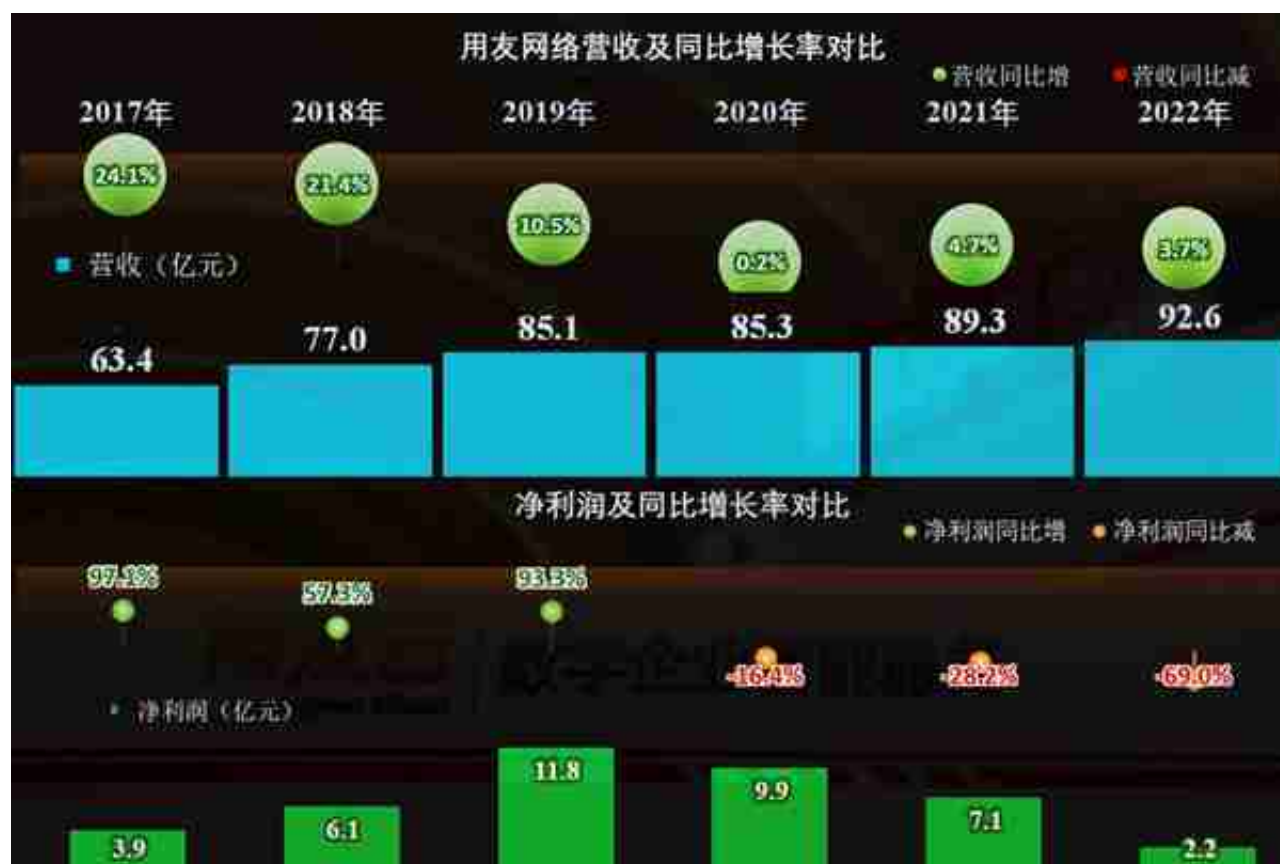 用友网络营收及同比增长率对比
营收同比增 营收同比减
2017年 2018年 2019年 2020年 2021年 2022年
24.1% 21.4% 10.5% 0.2% 4.7% 3.7%
营收（亿元）
63.4 77.0 85.1 85.3 89.3 92.6
净利润及同比增长率对比
净利润同比增 净利润同比减
97.1% 57.3% 93.3% -16.4% -28.2% -69.0%
净利润（亿元）
3.9 6.1 11.8 9.9 7.1 2.2